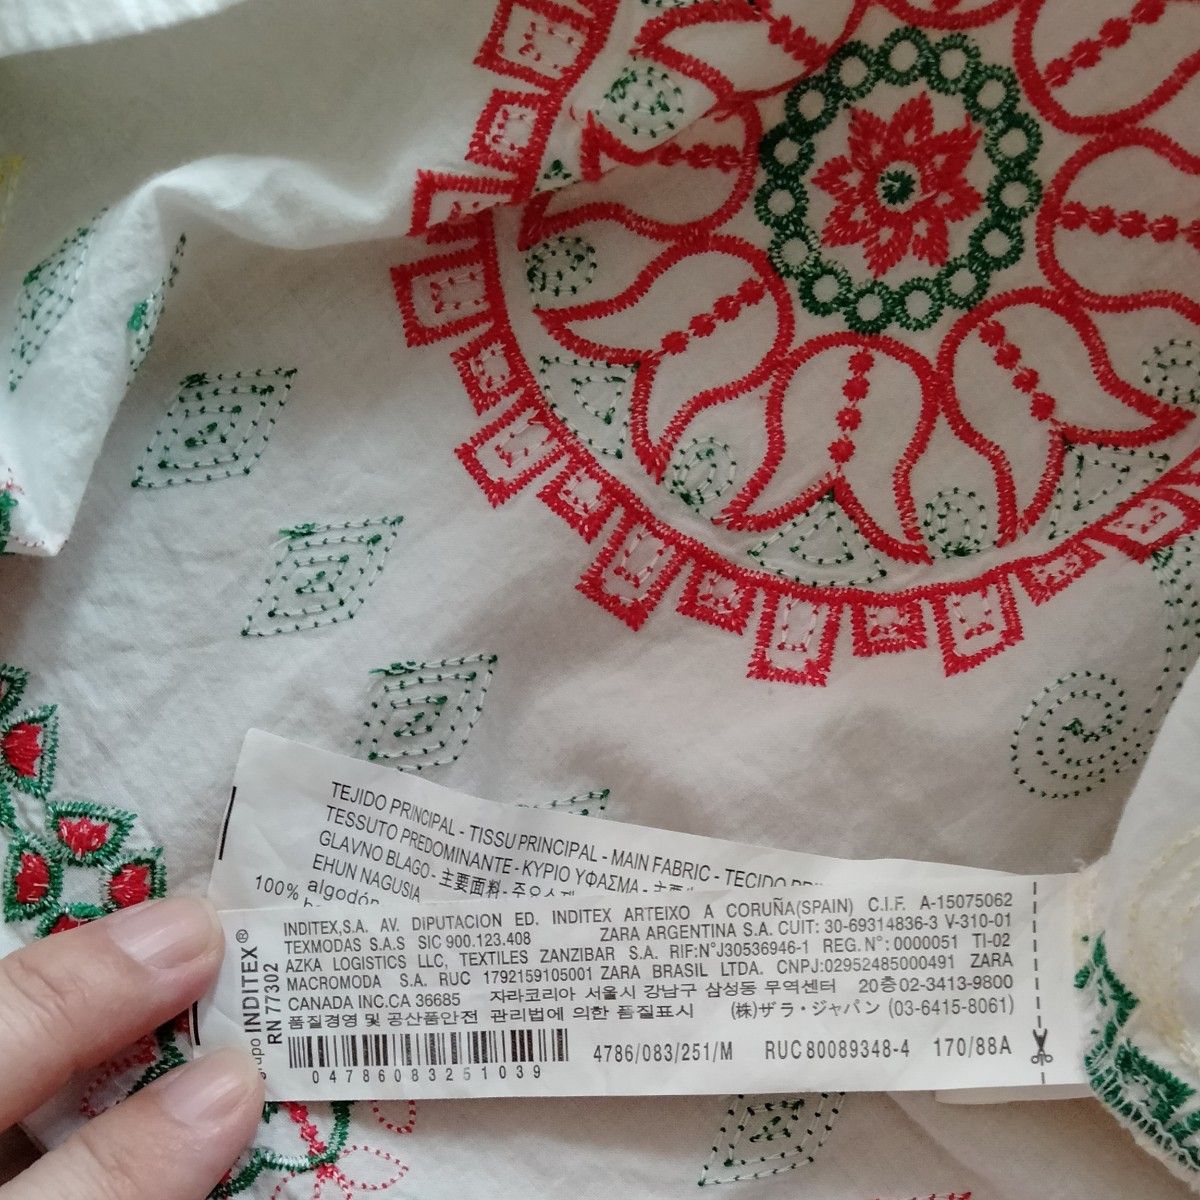 TEJIDO PRINCIPAL - TISSU PRINCIPAL - MAIN FABRIC - TECIDO
TESSUTO PREDOMINANTE - ΚΥΡΙΟ ΥΦΑΣΜΑ - 主要
GLAVNO BLAGO - 主要面料 - 주요소재
EHUN NAGUSIA
100% algodón
INDITEX,S.A. AV. DIPUTACION ED. INDITEX ARTEIXO A CORUÑA(SPAIN) C.I.F. A-15075062
TEXMODAS S.A.S SIC 900.123.408 ZARA ARGENTINA S.A. CUIT: 30-69314836-3 V-310-01
AZKA LOGISTICS LLC, TEXTILES ZANZIBAR S.A. RIF:N°J30536946-1 REG. N°: 0000051 TI-02
MACROMODA S.A. RUC 1792159105001 ZARA BRASIL LTDA. CNPJ:02952485000491 ZARA
CANADA INC.CA 36685 자라코리아 서울시 강남구 삼성동 무역센터 20층 02-3413-9800
품질경영 및 공산품안전 관리법에 의한 품질표시 (株)ザラ・ジャパン (03-6415-8061)
4786/083/251/M RUC 80089348-4 170/88A
04786083251039
INDITEX®
RN 77302